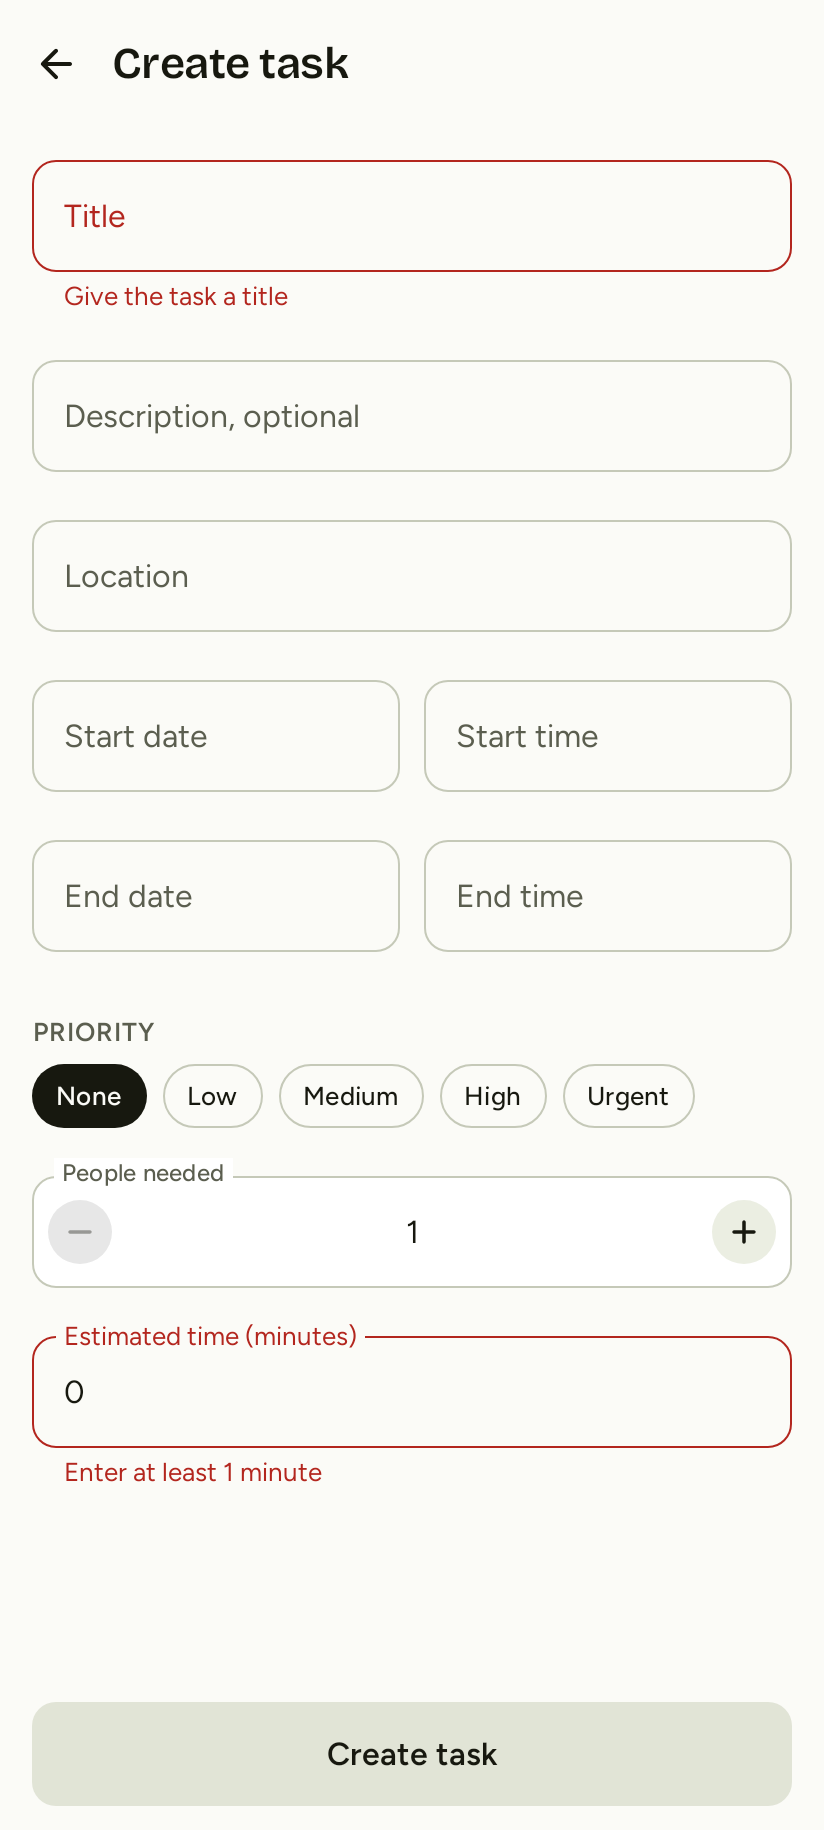 Create task
Title
Give the task a title
Description, optional
Location
Start date
Start time
End date
End time
PRIORITY
None
Low
Medium
High
Urgent
People needed
1
Estimated time (minutes)
0
Enter at least 1 minute
Create task